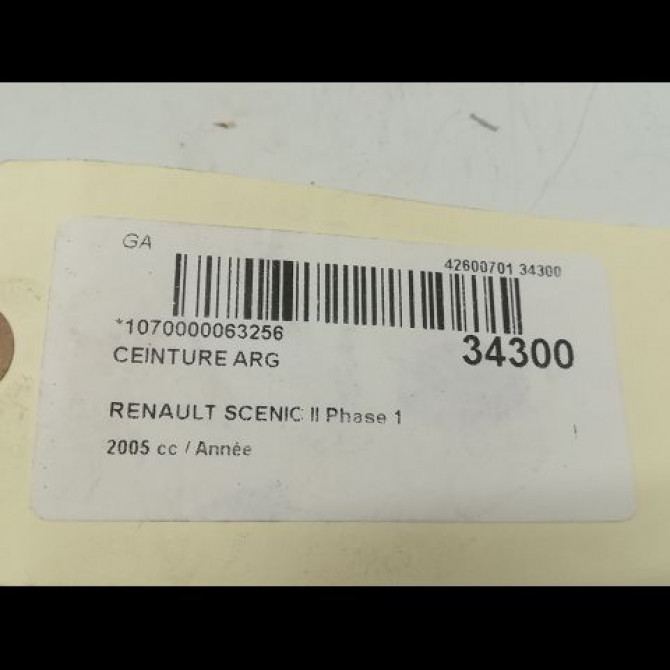 GA
42600701 34300
*1070000063256
34300
CEINTURE ARG
RENAULT SCENIC II Phase 1
2005 cc / Année